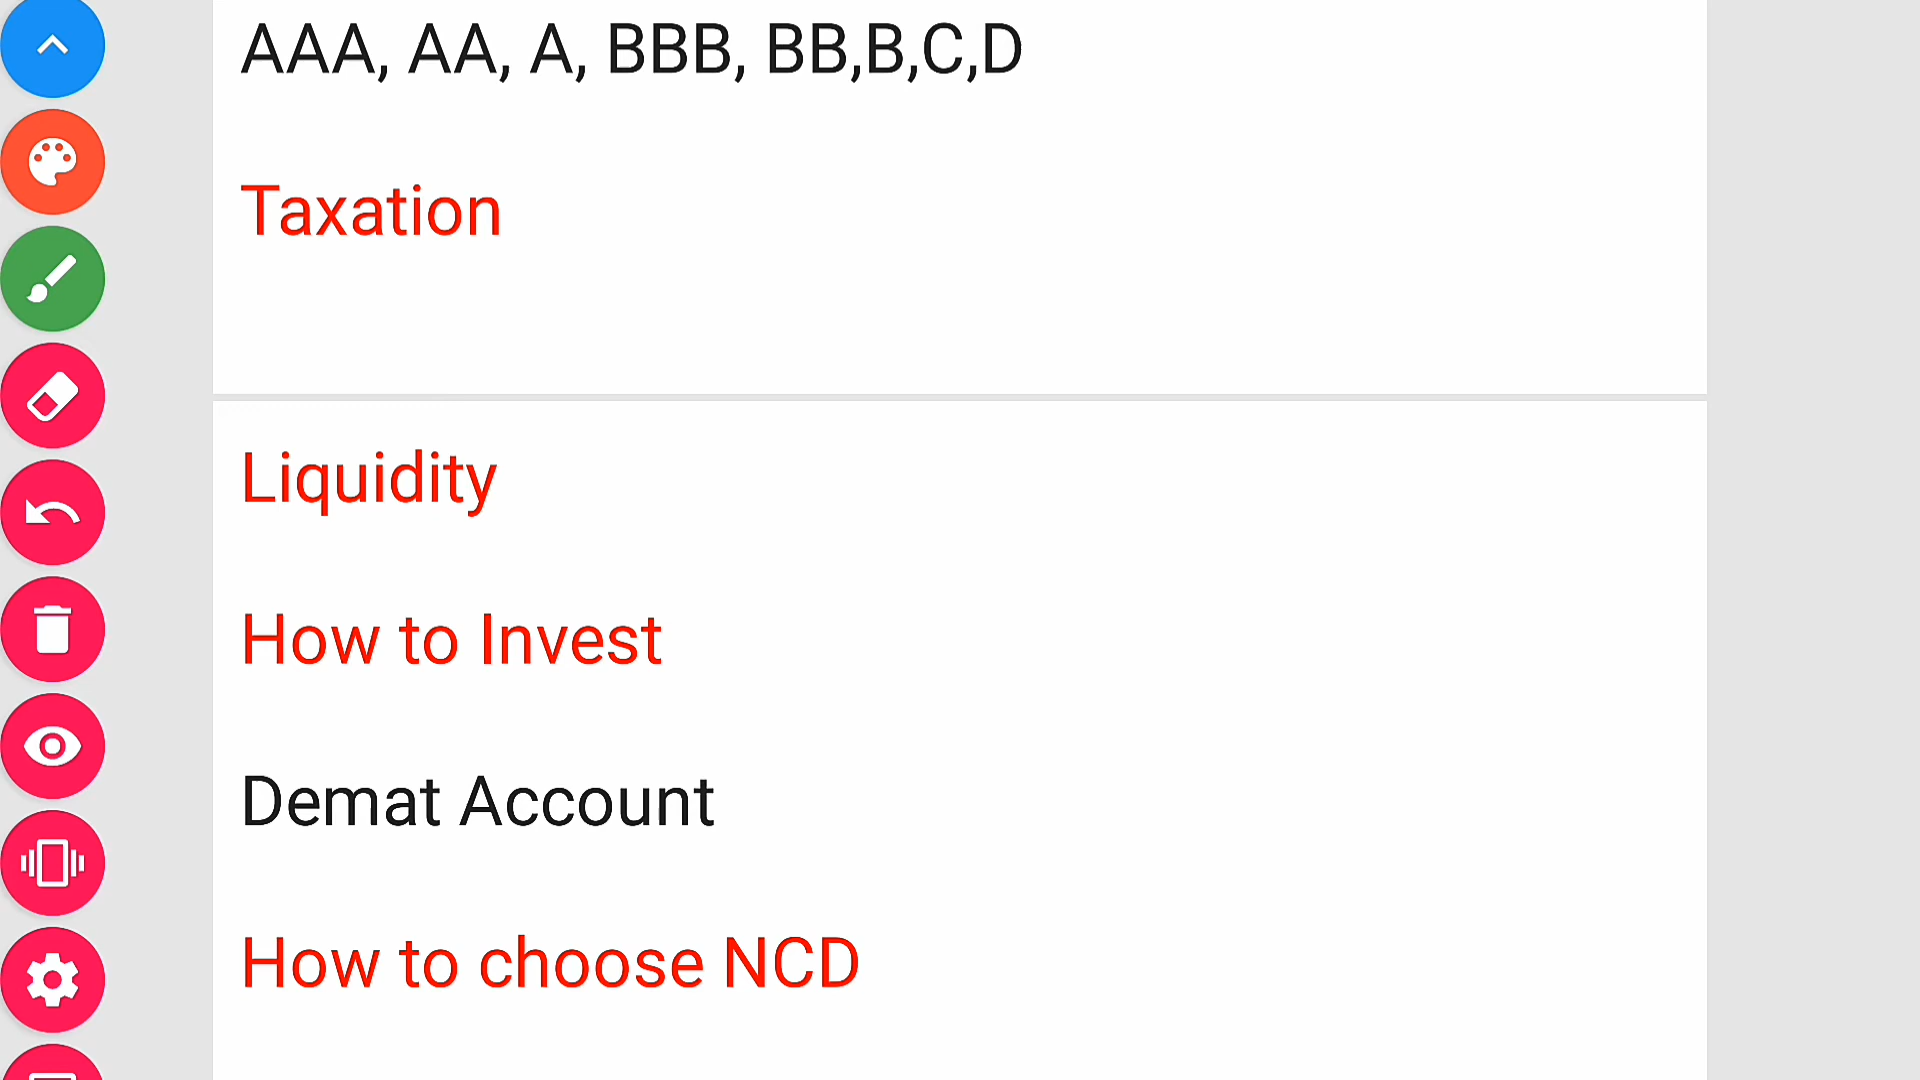 AAA, AA, A, BBB, BB,B,C,D
Taxation
Liquidity
How to Invest
Demat Account
How to choose NCD